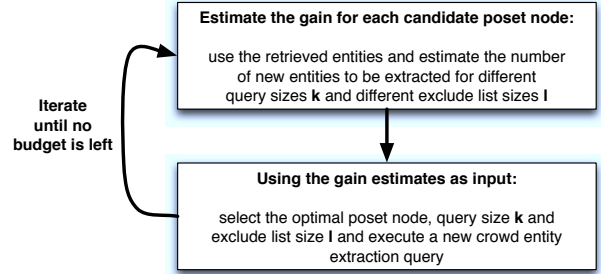 Estimate the gain for each candidate poset node:
use the retrieved entities and estimate the number
of new entities to be extracted for different
query sizes k and different exclude list sizes l
Iterate
until no
budget is left
Using the gain estimates as input:
select the optimal poset node, query size k and
exclude list size l and execute a new crowd entity
extraction query